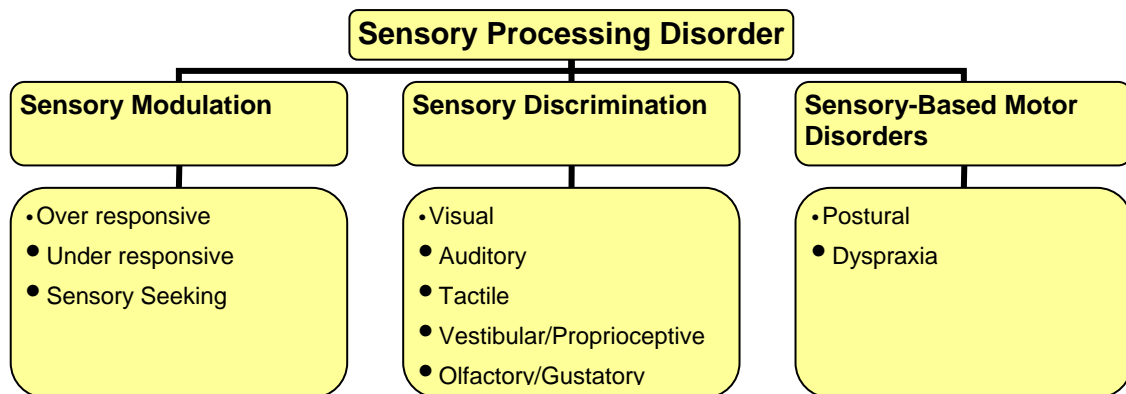 Sensory Processing Disorder
Sensory Modulation
•Over responsive
• Under responsive
• Sensory Seeking
Sensory Discrimination
•Visual
• Auditory
• Tactile
• Vestibular/Proprioceptive
• Olfactory/Gustatory
Sensory-Based Motor
Disorders
•Postural
• Dyspraxia